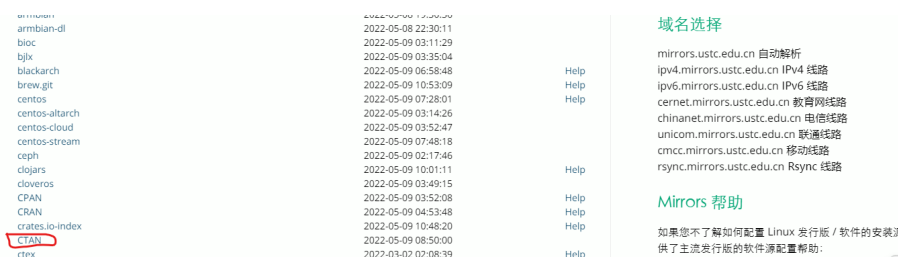 armbian-dl 2022-05-08 22:30:11
bioc 2022-05-09 03:11:29
bjlx 2022-05-09 03:35:04
blackarch 2022-05-09 06:58:48 Help
brew.git 2022-05-09 10:53:09 Help
centos 2022-05-09 07:28:01 Help
centos-altarch 2022-05-09 03:14:26
centos-cloud 2022-05-09 03:52:47
centos-stream 2022-05-09 07:48:18
ceph 2022-05-09 02:17:46
clojars 2022-05-09 10:01:11 Help
cloveros 2022-05-09 03:49:15
CPAN 2022-05-09 03:52:08 Help
CRAN 2022-05-09 04:53:48 Help
crates.io-index 2022-05-09 10:48:20 Help
CTAN 2022-05-09 08:50:00
ctex 2022-03-02 02:08:39 Help
域名选择
mirrors.ustc.edu.cn 自动解析
ipv4.mirrors.ustc.edu.cn IPv4 线路
ipv6.mirrors.ustc.edu.cn IPv6 线路
cernet.mirrors.ustc.edu.cn 教育网线路
chinanet.mirrors.ustc.edu.cn 电信线路
unicom.mirrors.ustc.edu.cn 联通线路
cmcc.mirrors.ustc.edu.cn 移动线路
rsync.mirrors.ustc.edu.cn Rsync 线路
Mirrors 帮助
如果您不了解如何配置 Linux 发行版 / 软件的安装
供了主流发行版的软件源配置帮助: